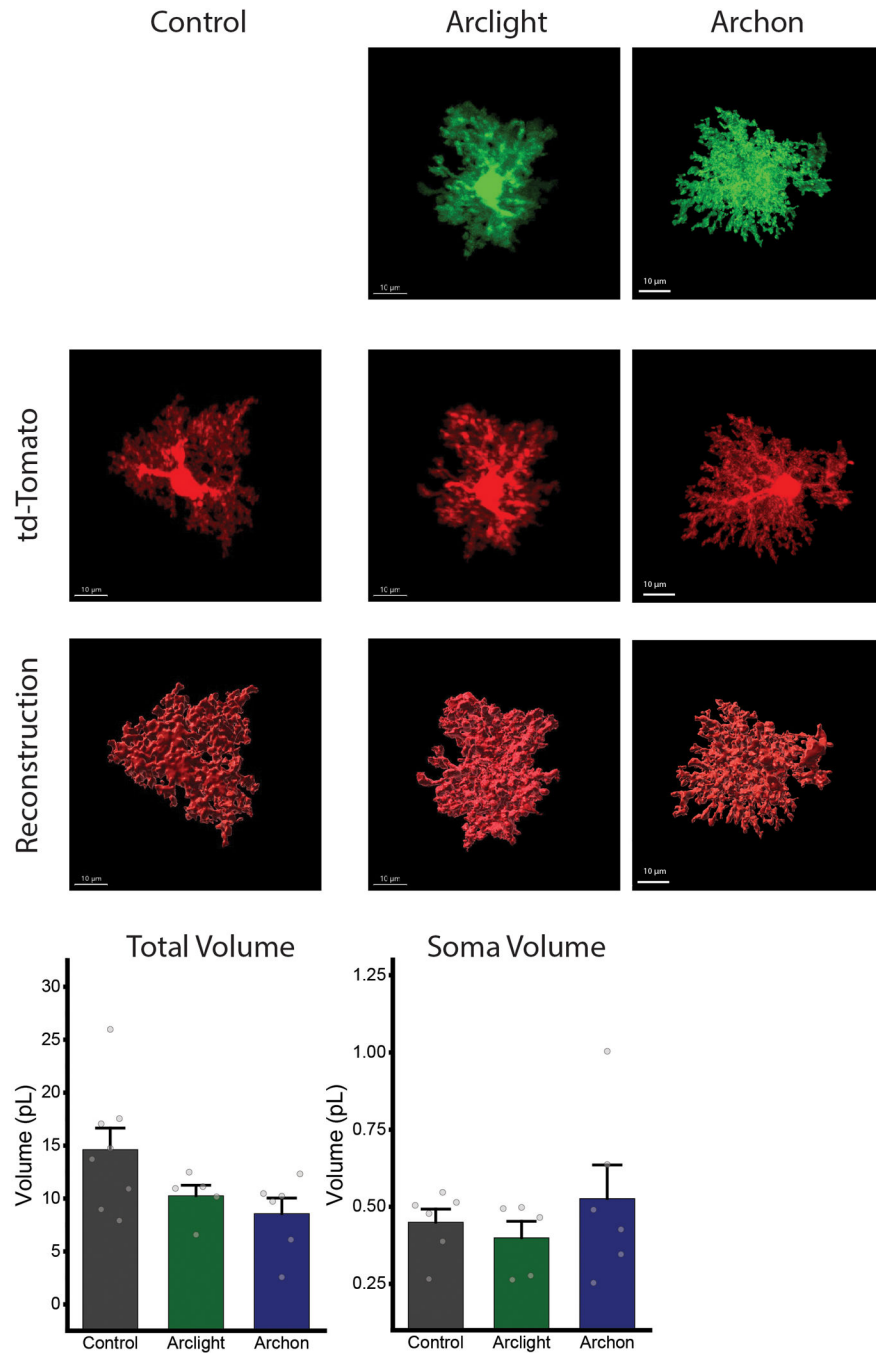 Control Arclight Archon
10 µm 10 µm
td-Tomato
10 µm 10 µm 10 µm
Reconstruction
10 µm 10 µm 10 µm
Total Volume Soma Volume
Volume (pL)
30
25
20
15
10
5
0
Control Arclight Archon
Volume (pL)
1.25
1.00
0.75
0.50
0.25
Control Arclight Archon